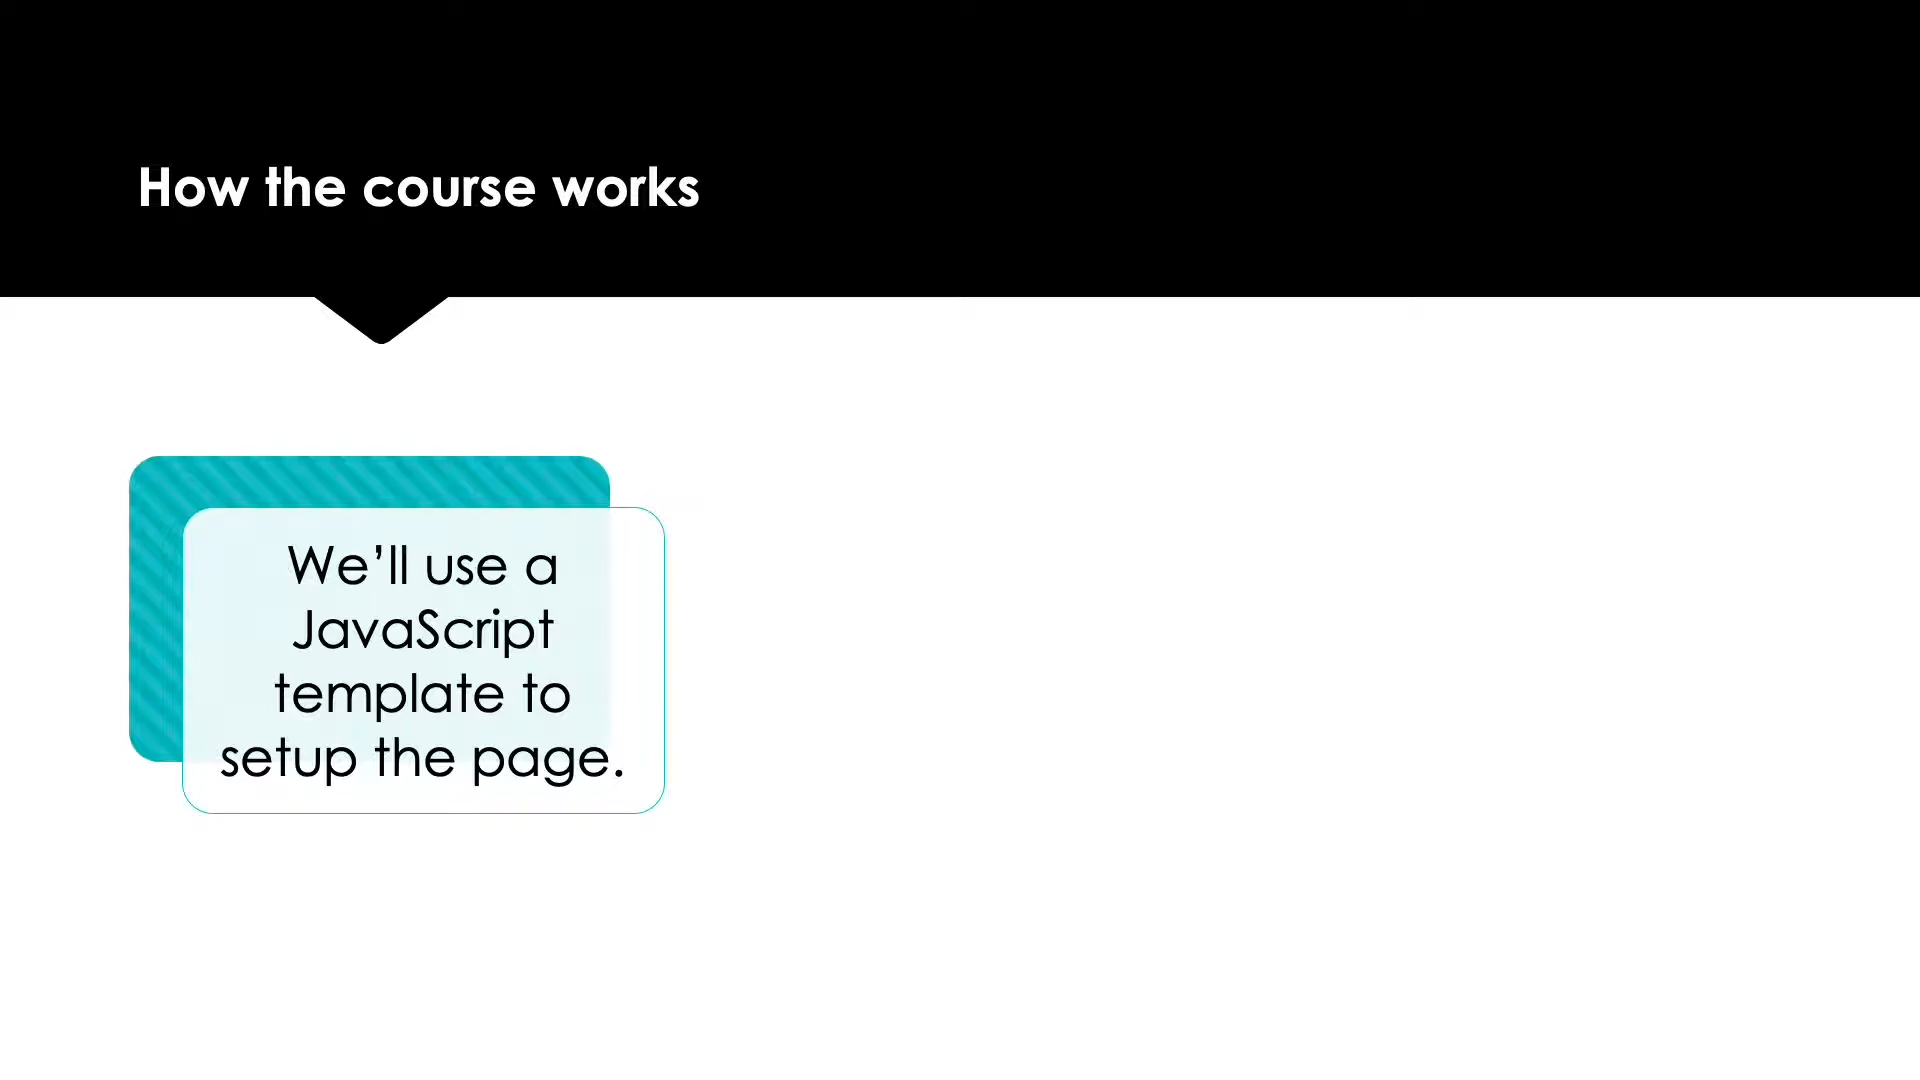 How the course works
We’ll use a
JavaScript
template to
setup the page.